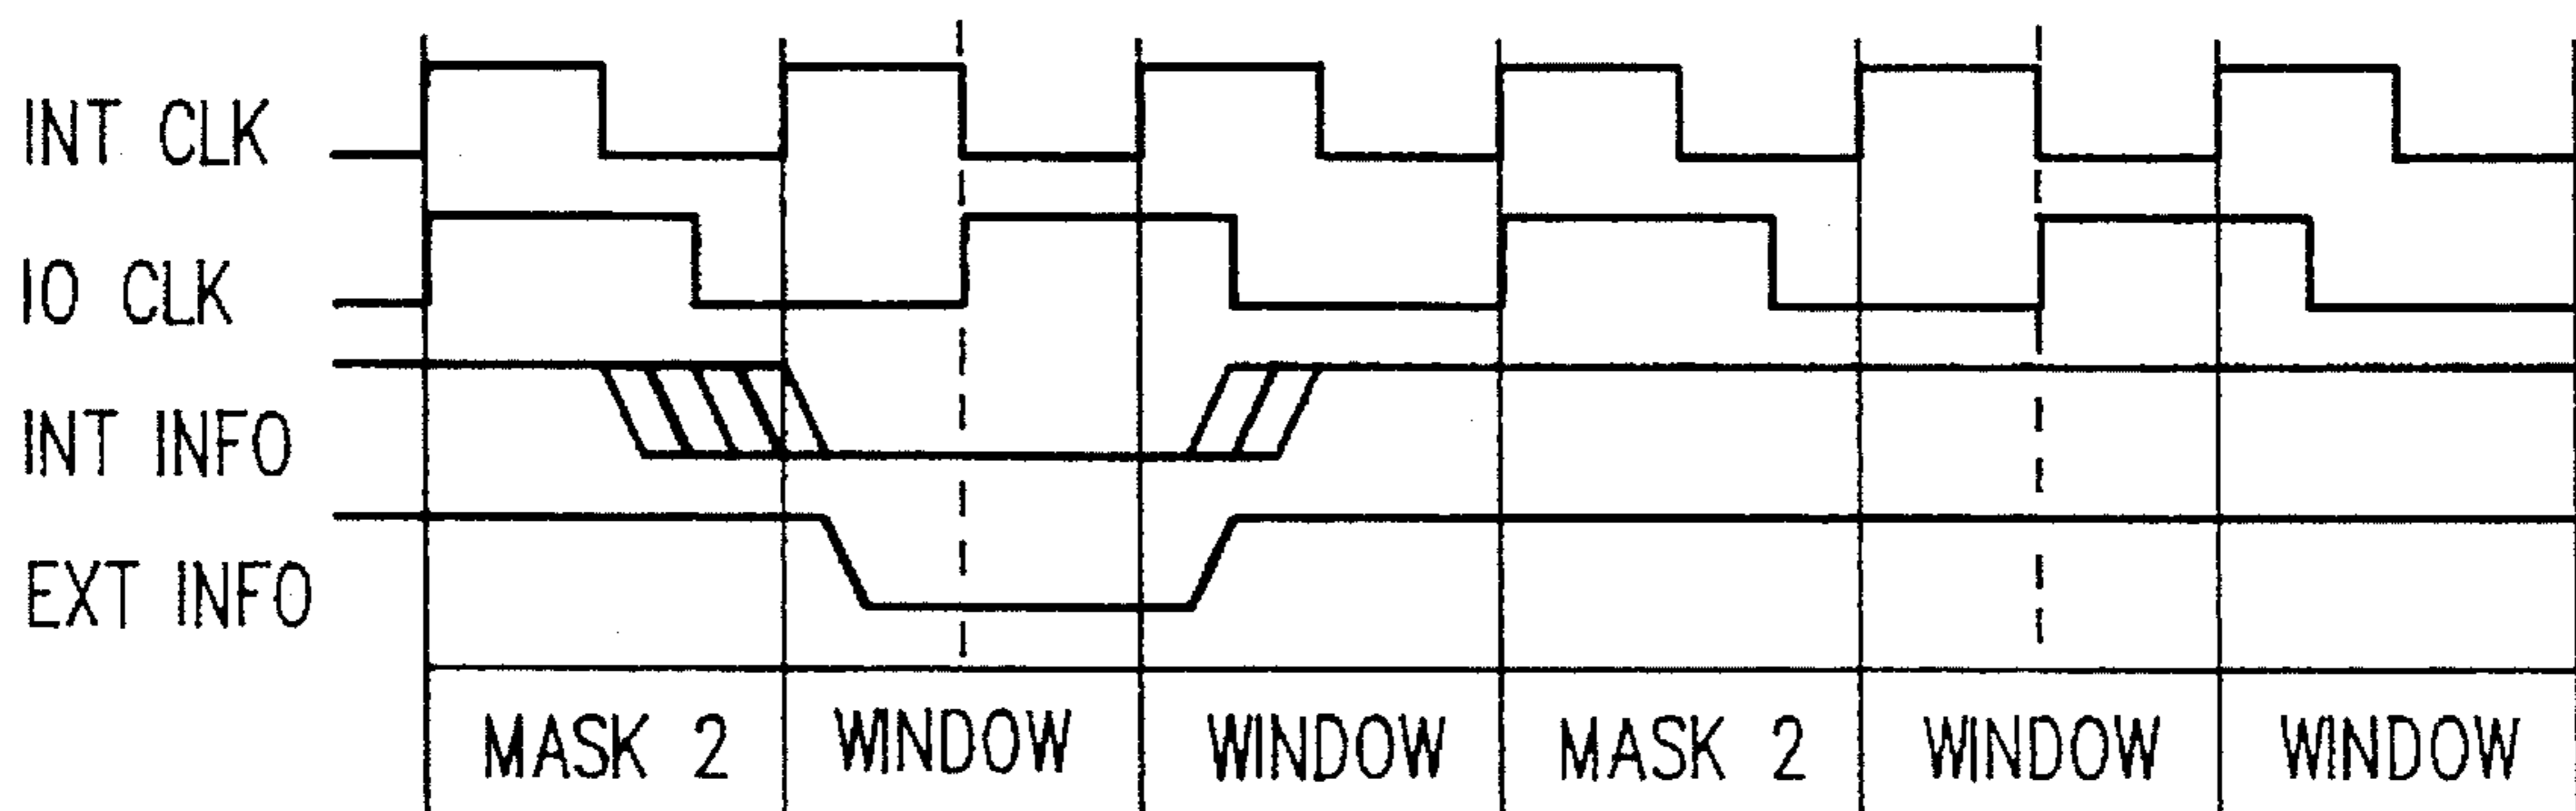 INT CLK
IO CLK
INT INFO
EXT INFO
MASK 2 WINDOW WINDOW MASK 2 WINDOW WINDOW